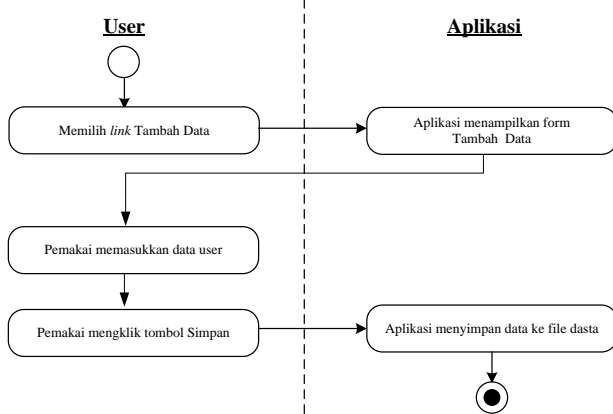 User
Aplikasi
Memilih link Tambah Data
Aplikasi menampilkan form
Tambah Data
Pemakai memasukkan data user
Pemakai mengklik tombol Simpan
Aplikasi menyimpan data ke file dasta